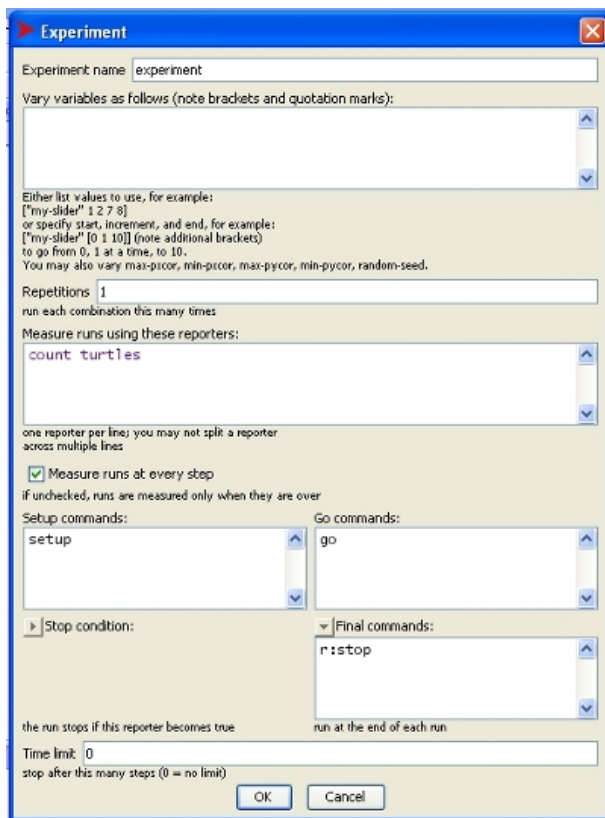 Experiment
Experiment name experiment
Vary variables as follows (note brackets and quotation marks):
Either list values to use, for example:
["my-slider" 1 2 7 8]
or specify start, increment, and end, for example:
["my-slider" [0 1 10]] (note additional brackets)
to go from 0, 1 at a time, to 10.
You may also vary max-pxcor, min-pxcor, max-pycor, min-pycor, random-seed.
Repetitions 1
run each combination this many times
Measure runs using these reporters:
count turtles
one reporter per line; you may not split a reporter
across multiple lines
Measure runs at every step
if unchecked, runs are measured only when they are over
Setup commands:
setup
Go commands:
go
Stop condition:
the run stops if this reporter becomes true
Final commands:
r:stop
run at the end of each run
Time limit 0
stop after this many steps (0 = no limit)
OK
Cancel